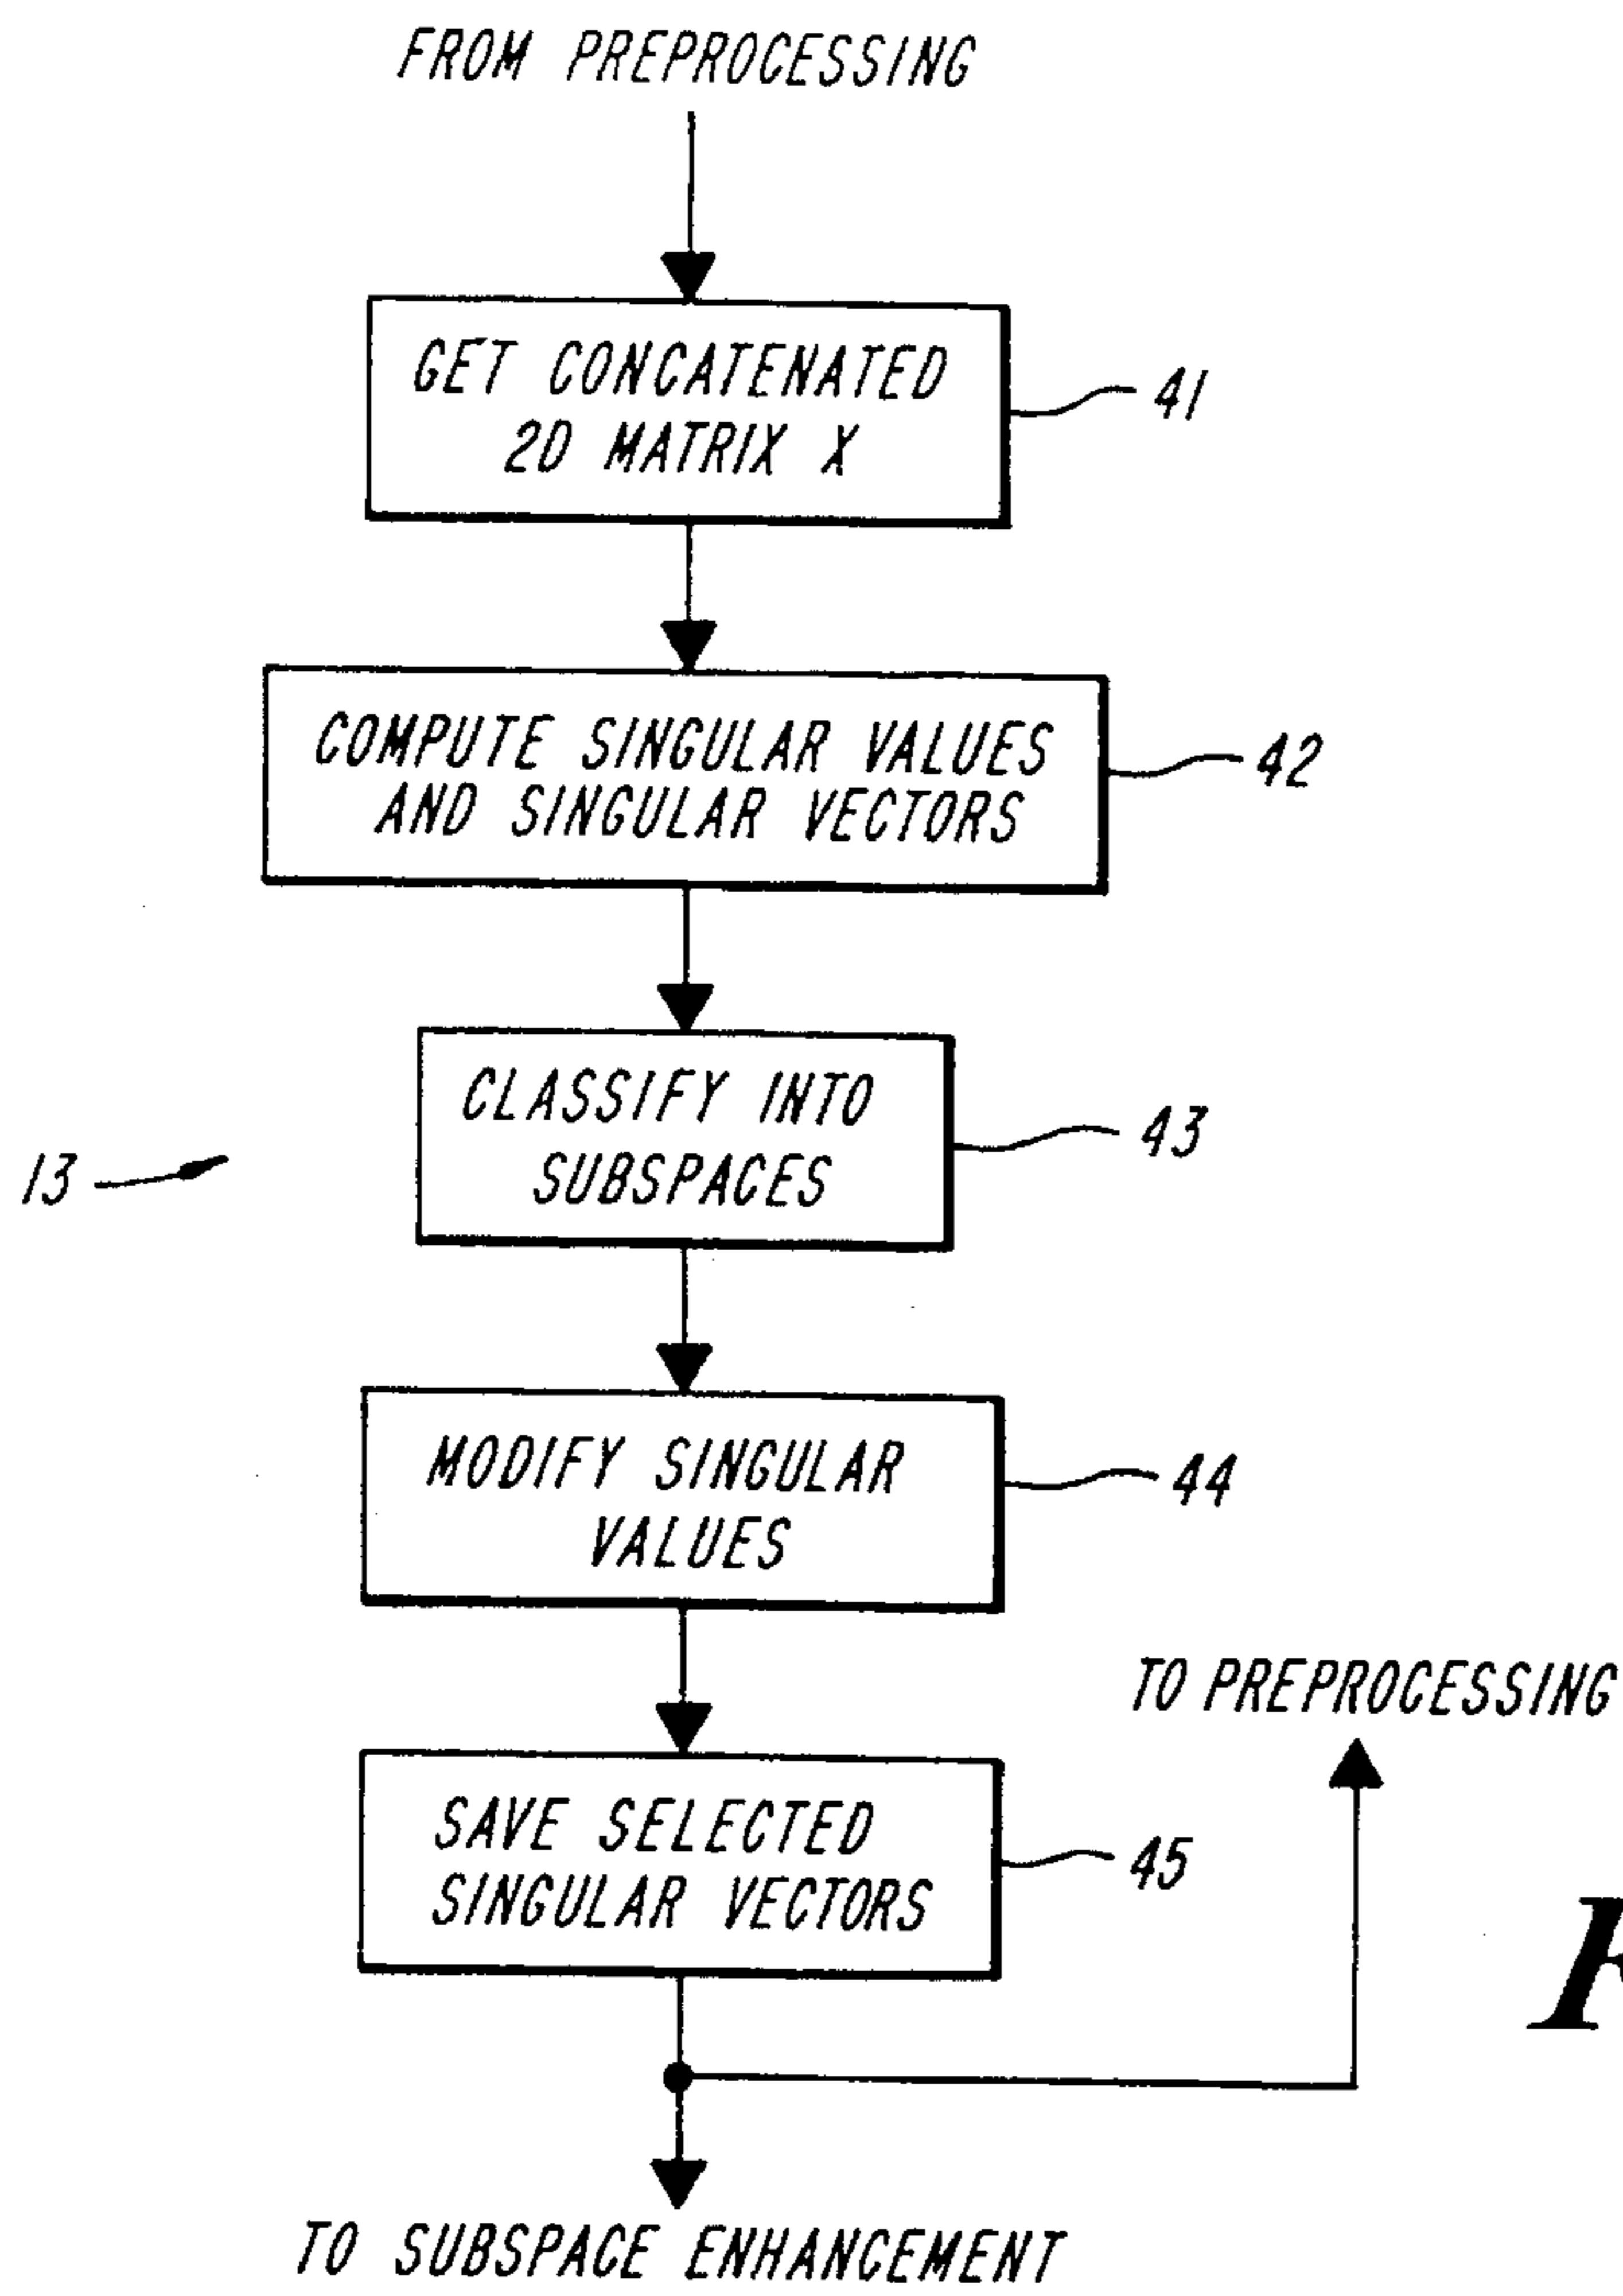 FROM PREPROCESSING
GET CONCATENATED
2D MATRIX X
41
COMPUTE SINGULAR VALUES
AND SINGULAR VECTORS
42
CLASSIFY INTO
SUBSPACES
43
13
MODIFY SINGULAR
VALUES
44
TO PREPROCESSING
SAVE SELECTED
SINGULAR VECTORS
45
TO SUBSPACE ENHANCEMENT